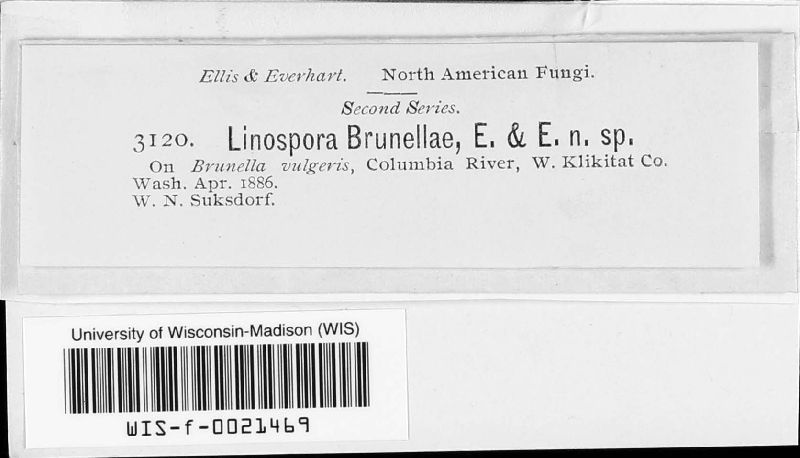 Ellis & Everhart. North American Fungi.
Second Series.
3120. Linospora Brunellae, E. & E. n. sp.
On Brunella vulgeris, Columbia River, W. Klikitat Co.
Wash. Apr. 1886.
W. N. Suksdorf.
University of Wisconsin-Madison (WIS)
WIS-f-0021469